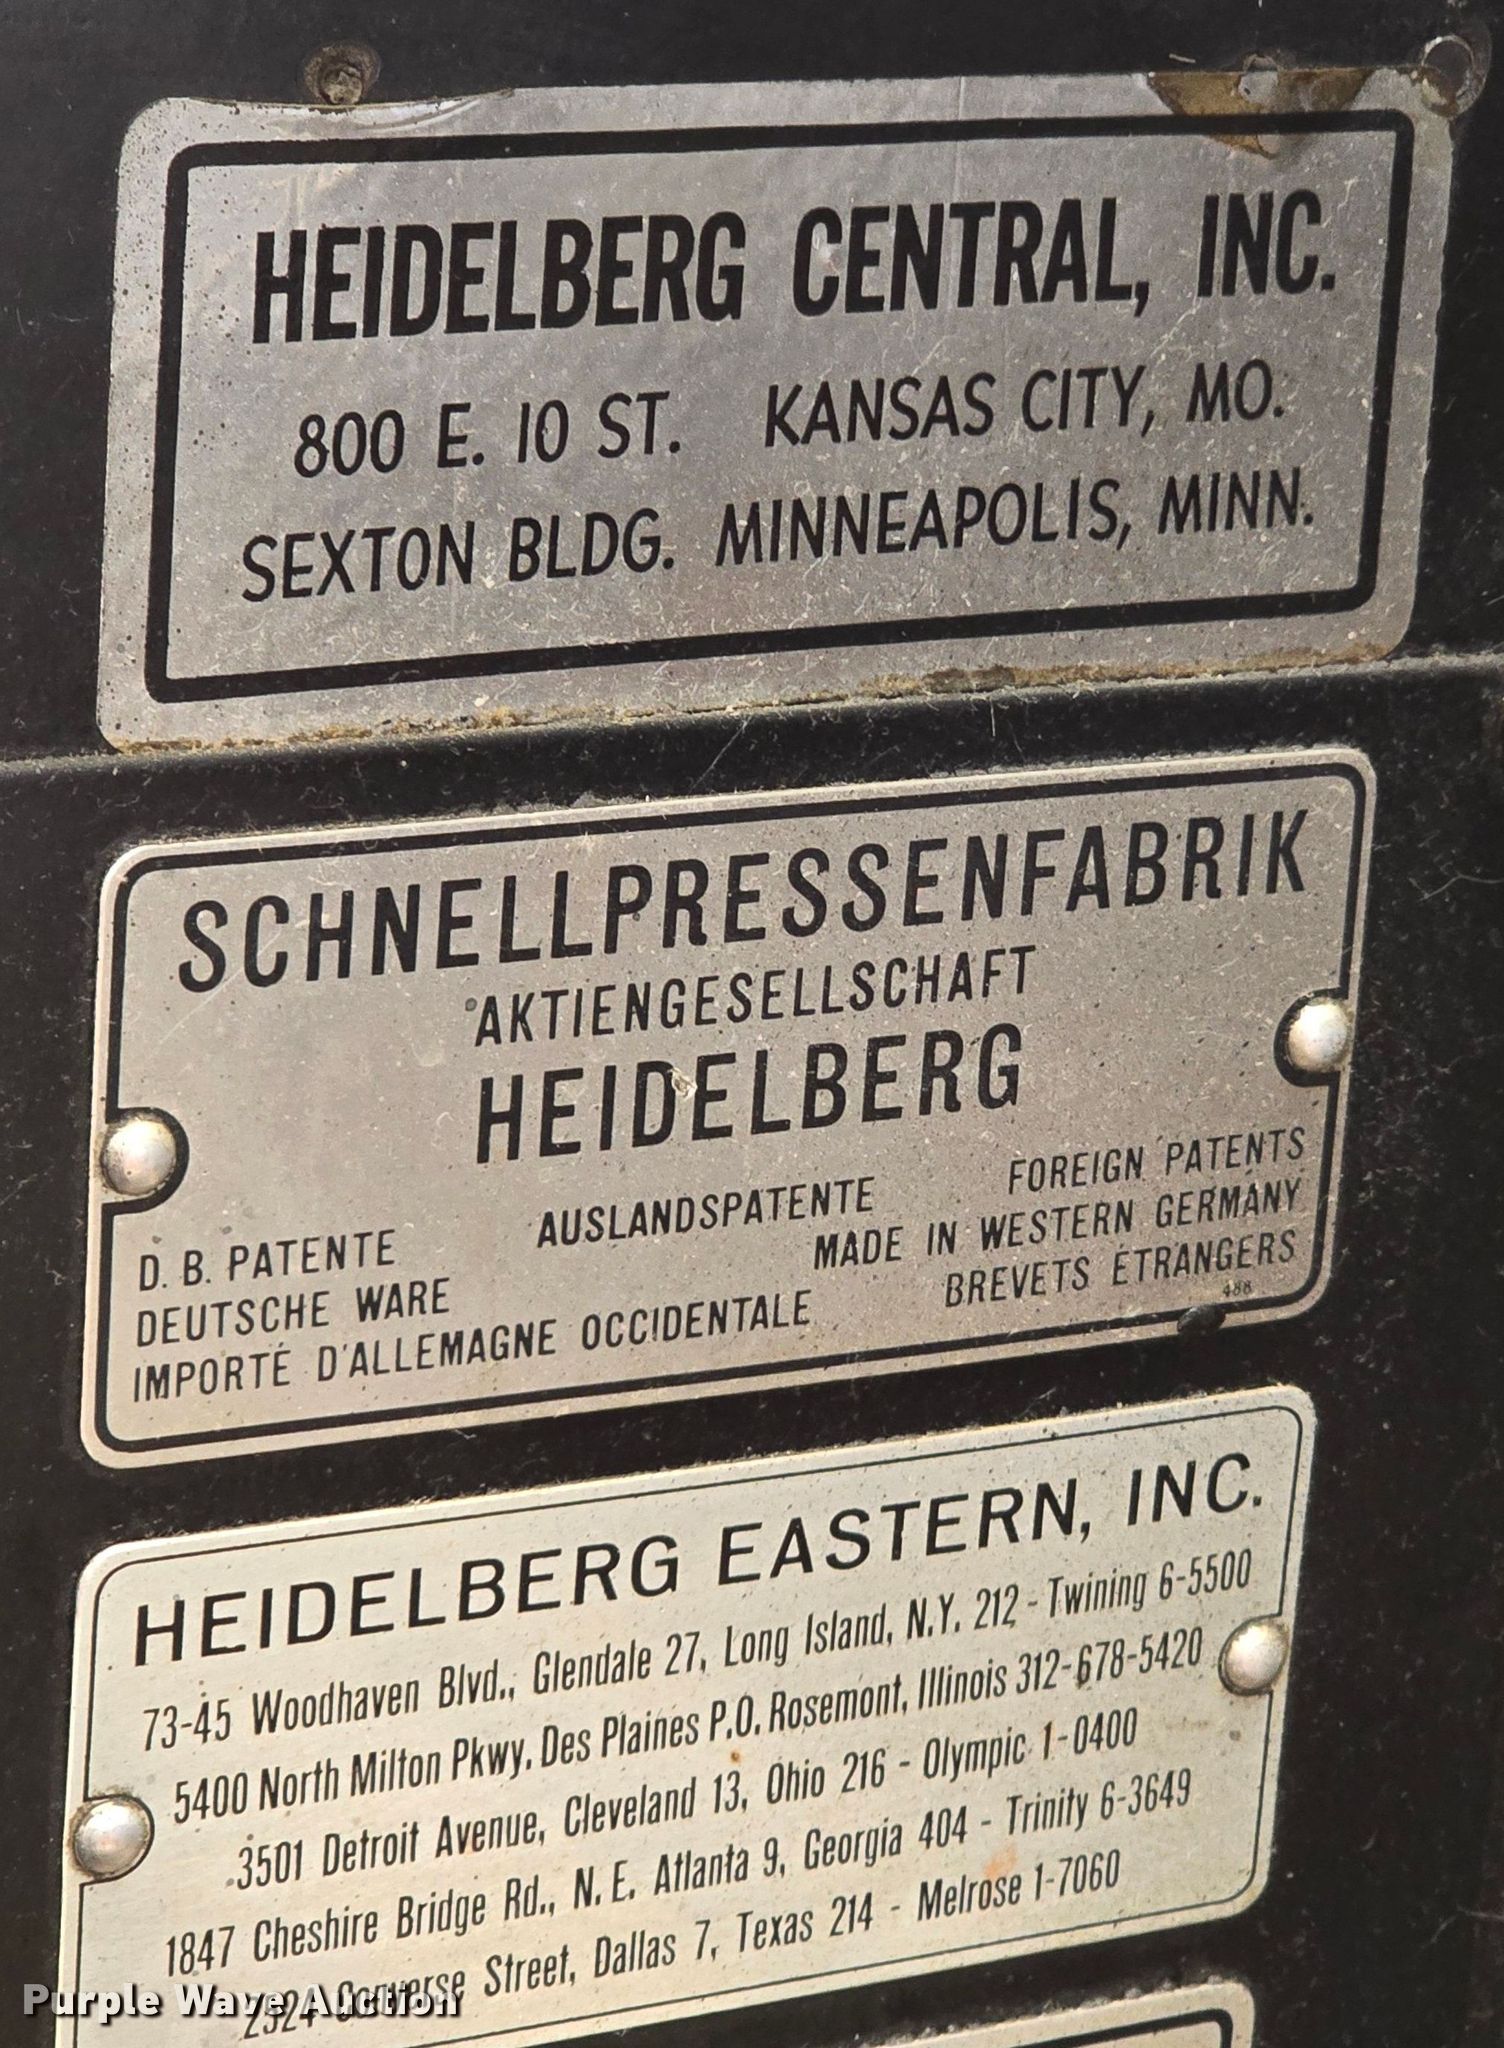 HEIDELBERG CENTRAL, INC.
800 E. 10 ST. KANSAS CITY, MO.
SEXTON BLDG. MINNEAPOLIS, MINN.
SCHNELLPRESSENFABRIK
AKTIENGESELLSCHAFT
HEIDELBERG
D. B. PATENTE AUSLANDSPATENTE FOREIGN PATENTS
DEUTSCHE WARE MADE IN WESTERN GERMANY
IMPORTÉ D'ALLEMAGNE OCCIDENTALE BREVETS ÉTRANGERS
488
HEIDELBERG EASTERN, INC.
73-45 Woodhaven Blvd., Glendale 27, Long Island, N.Y. 212 - Twining 6-5500
5400 North Milton Pkwy. Des Plaines P.O. Rosemont, Illinois 312-678-5420
3501 Detroit Avenue, Cleveland 13, Ohio 216 - Olympic 1-0400
1847 Cheshire Bridge Rd., N. E. Atlanta 9, Georgia 404 - Trinity 6-3649
2524 Converse Street, Dallas 7, Texas 214 - Melrose 1-7060
Purple Wave Auction